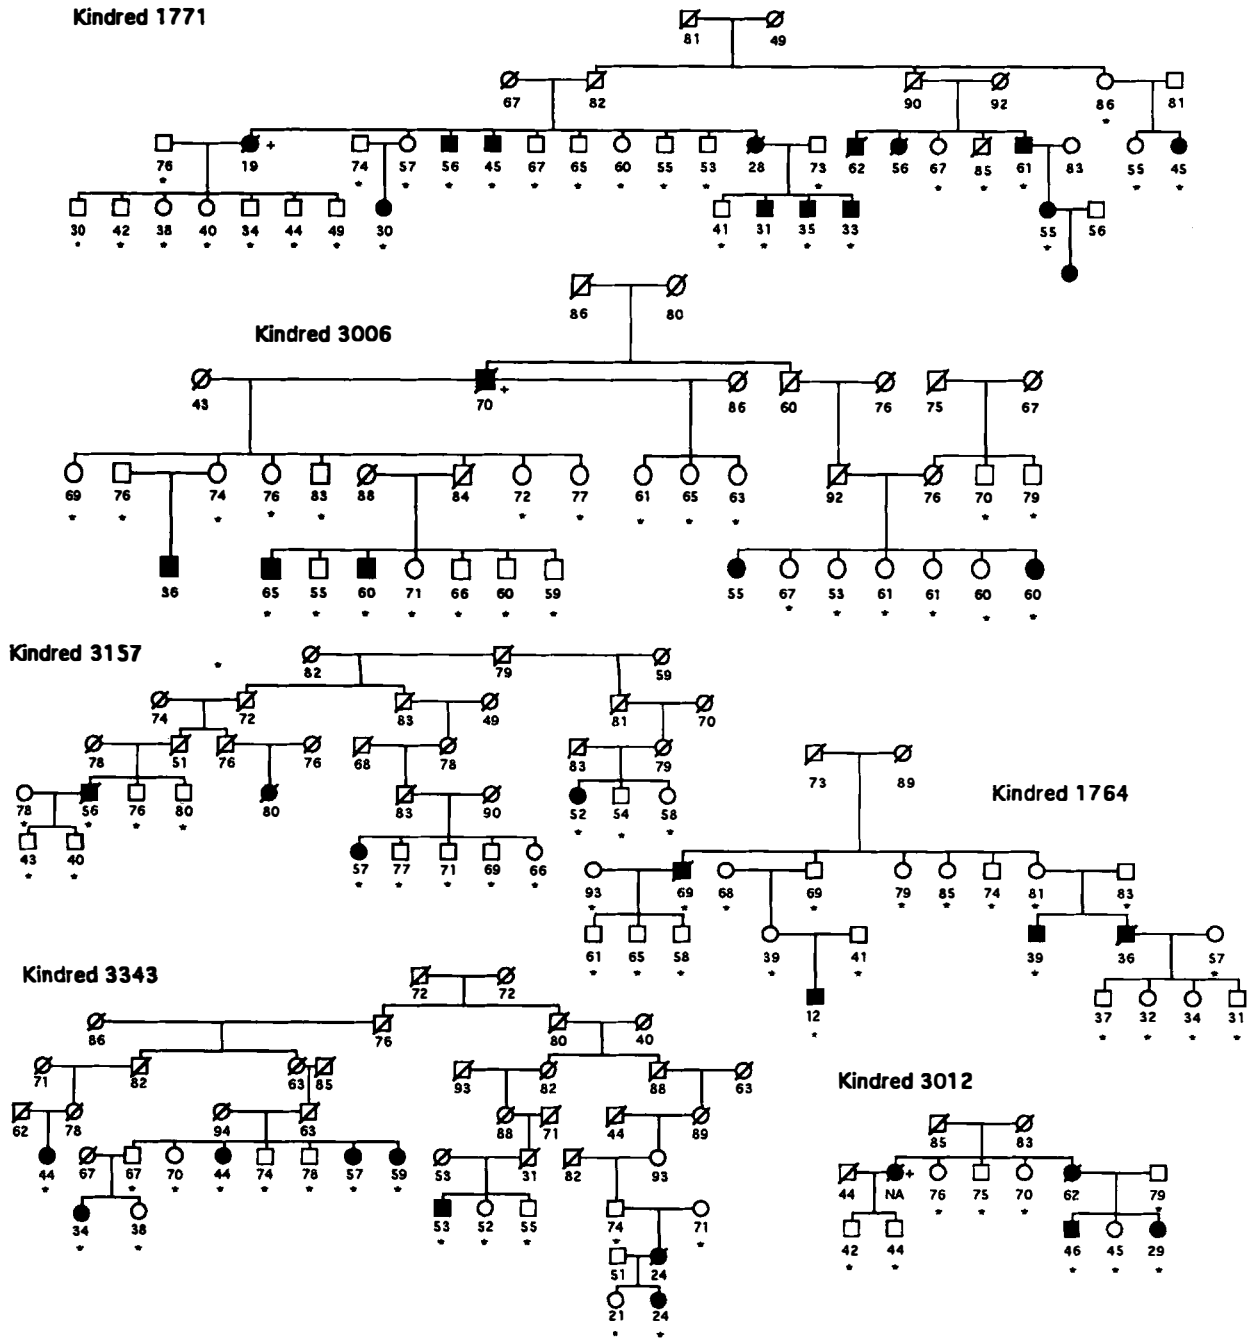 Kindred 1771
81 49
67 82 90 92 86 81
*
76 19 + 74 57 56 45 67 65 60 55 53 28 73 62 56 67 85 61 83 55 45
* * * * * * * * * * * * * * * *
30 42 38 40 34 44 49 30 41 31 35 33 55 56
* * * * * * * * * * * * *
86 80
Kindred 3006
43 70 + 86 60 76 75 67
69 76 74 76 83 88 84 72 77 61 65 63 92 76 70 79
* * * * * * * * * * * *
36 65 55 60 71 66 60 59 55 67 53 61 61 60 60
* * * * * * * * * * * * *
Kindred 3157
*
82 79 59
74 72 83 49 81 70
78 51 76 76 68 78 83 79
78 56 76 80 80 83 90 52 54 58
* * * * * * *
43 40 57 77 71 69 66
* * * * * * *
Kindred 1764
73 89
93 69 68 69 79 85 74 81 83
* * * * * * * * *
61 65 58 39 41 39 36 57
* * * * * * *
12 37 32 34 31
* * * * *
Kindred 3343
72 72
86 76 80 40
71 82 63 85 93 82 88 63
62 78 94 63 88 71 44 89
44 67 67 70 44 74 78 57 59 53 31 82 93
* * * * * * * *
34 38 53 52 55 74 71
* * * * * * *
51 24
21 24
* *
Kindred 3012
85 83
44 NA + 76 75 70 62 79
* * * *
42 44 46 45 29
* * * * *